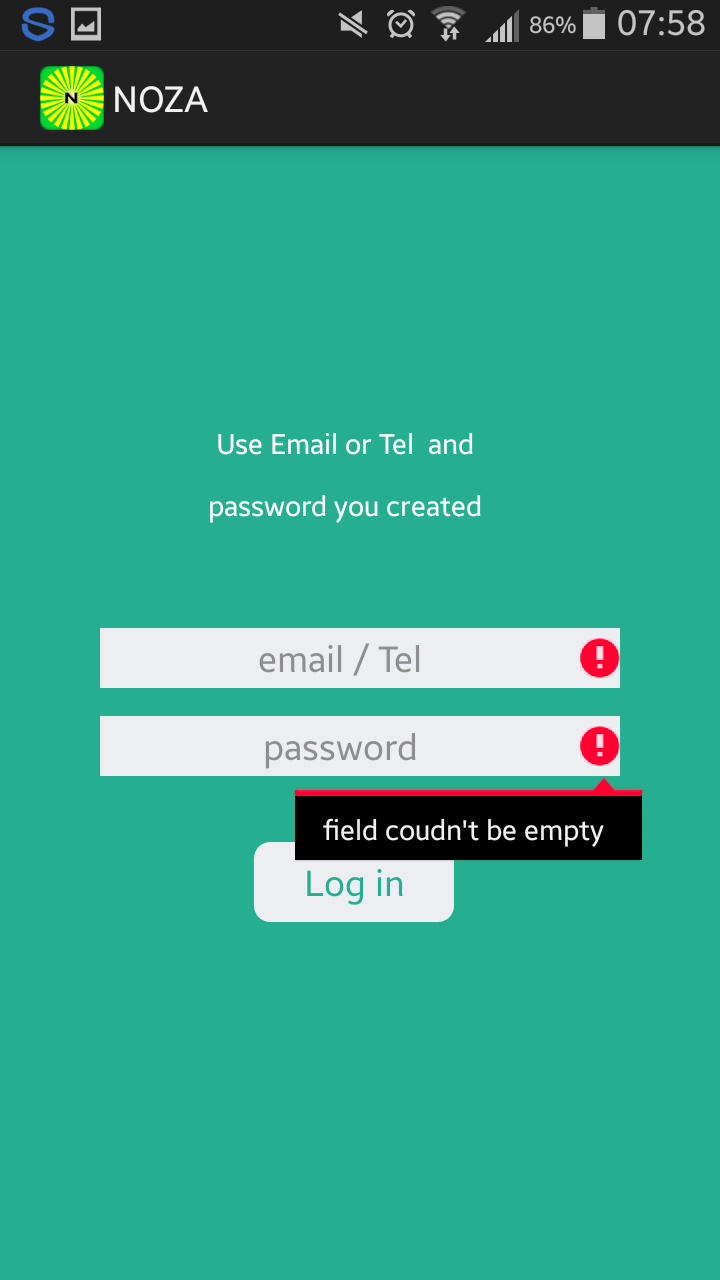 86% 07:58
N NOZA
Use Email or Tel and
password you created
email / Tel
password
field coudn't be empty
Log in